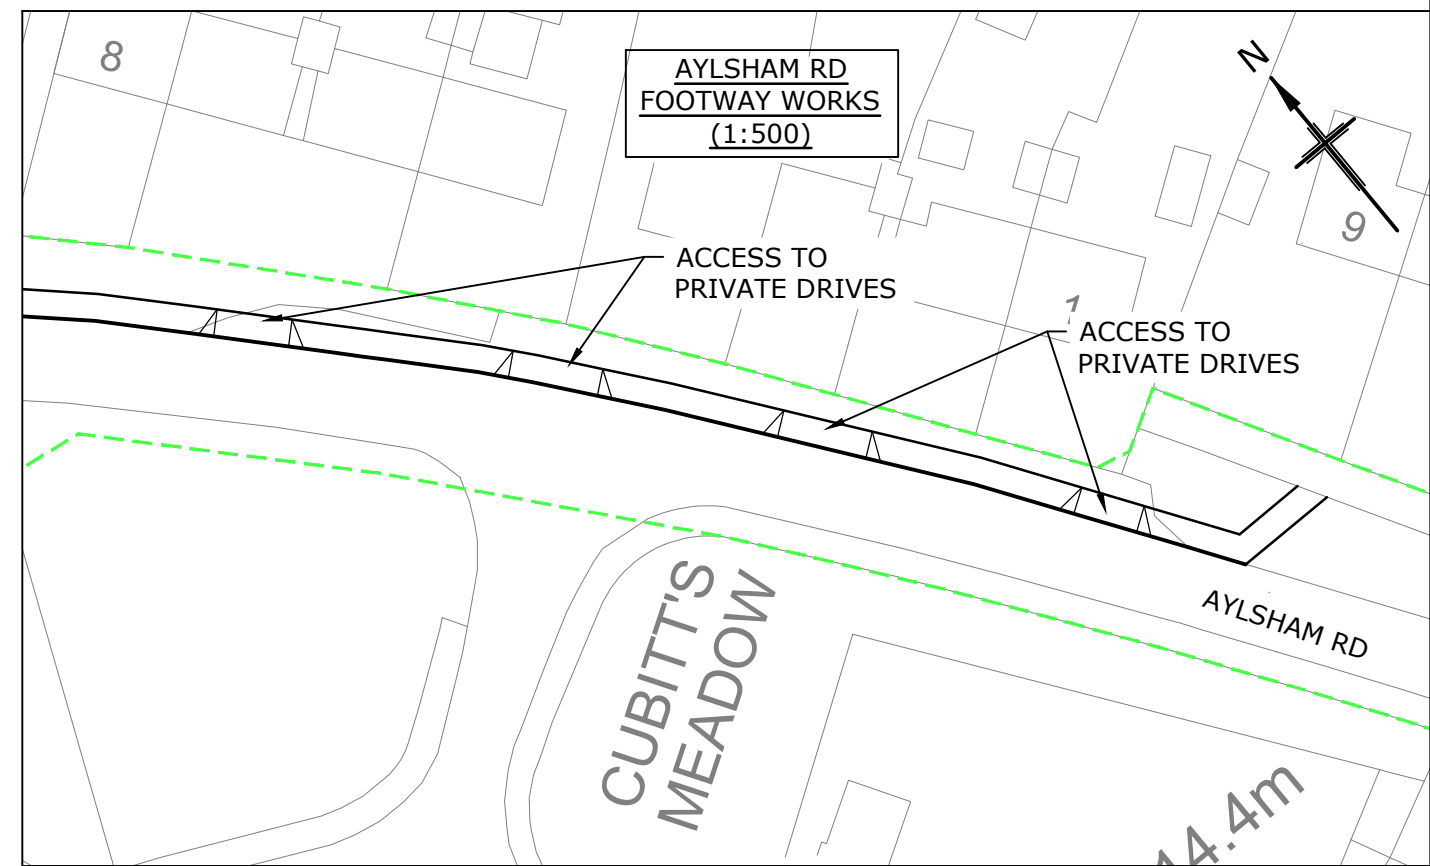 8
AYLSHAM RD
FOOTWAY WORKS
(1:500)
N
9
ACCESS TO
PRIVATE DRIVES
1
ACCESS TO
PRIVATE DRIVES
CUBITT'S
MEADOW
AYLSHAM RD
14.4m